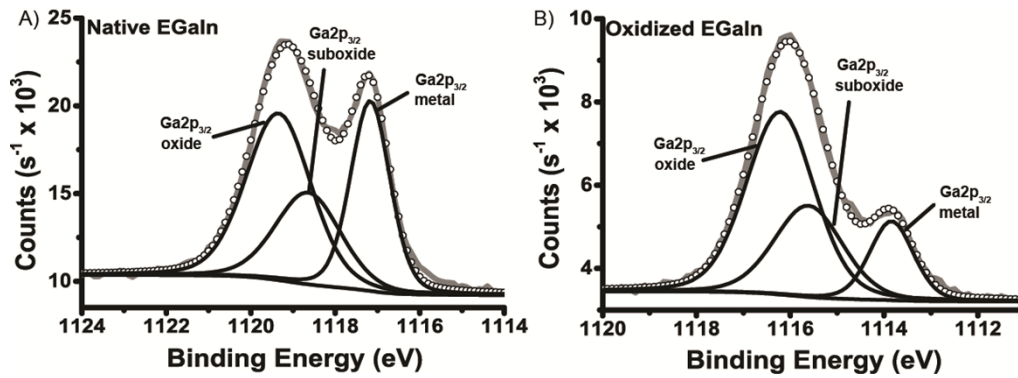 A)
Native EGaIn
Ga2p3/2
suboxide
Ga2p3/2
metal
Ga2p3/2
oxide
25
20
15
10
Counts (s-1 x 103)
1124 1122 1120 1118 1116 1114
Binding Energy (eV)
B)
Oxidized EGaIn
Ga2p3/2
suboxide
Ga2p3/2
oxide
Ga2p3/2
metal
10
8
6
4
Counts (s-1 x 103)
1120 1118 1116 1114 1112
Binding Energy (eV)